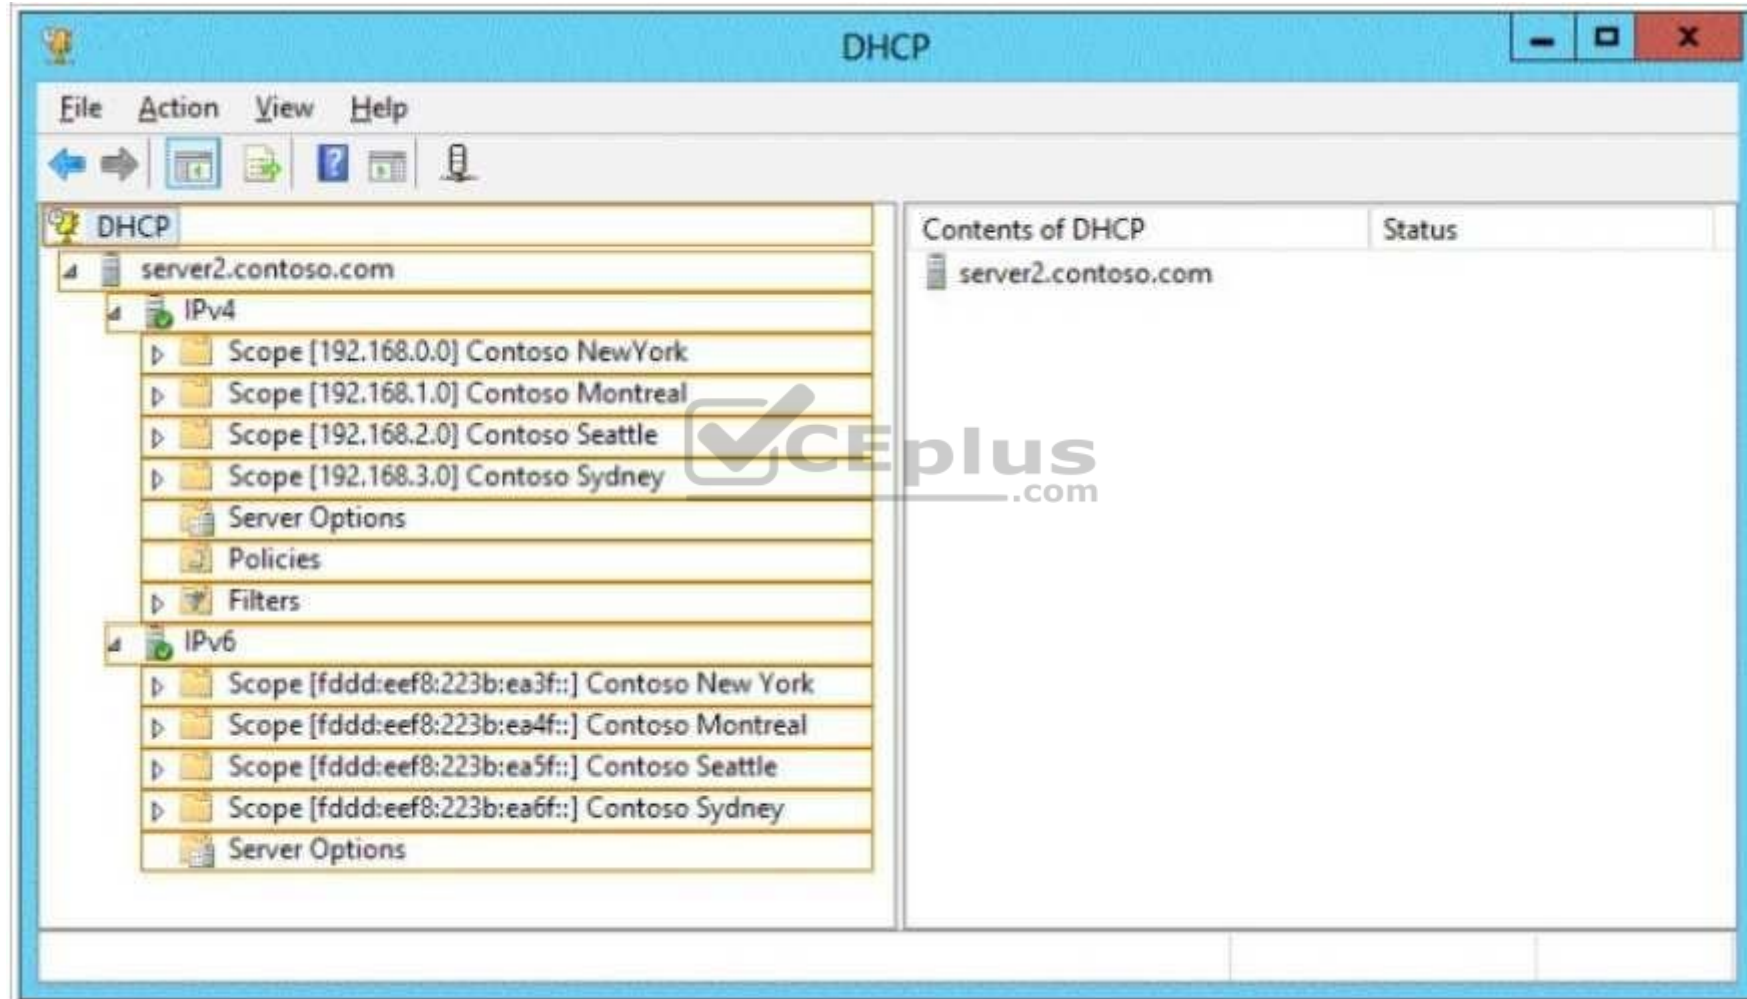 DHCP
File Action View Help
DHCP
server2.contoso.com
IPv4
Scope [192.168.0.0] Contoso NewYork
Scope [192.168.1.0] Contoso Montreal
Scope [192.168.2.0] Contoso Seattle
Scope [192.168.3.0] Contoso Sydney
Server Options
Policies
Filters
IPv6
Scope [fddd:eef8:223b:ea3f::] Contoso New York
Scope [fddd:eef8:223b:ea4f::] Contoso Montreal
Scope [fddd:eef8:223b:ea5f::] Contoso Seattle
Scope [fddd:eef8:223b:ea6f::] Contoso Sydney
Server Options
Contents of DHCP Status
server2.contoso.com
CEplus
.com